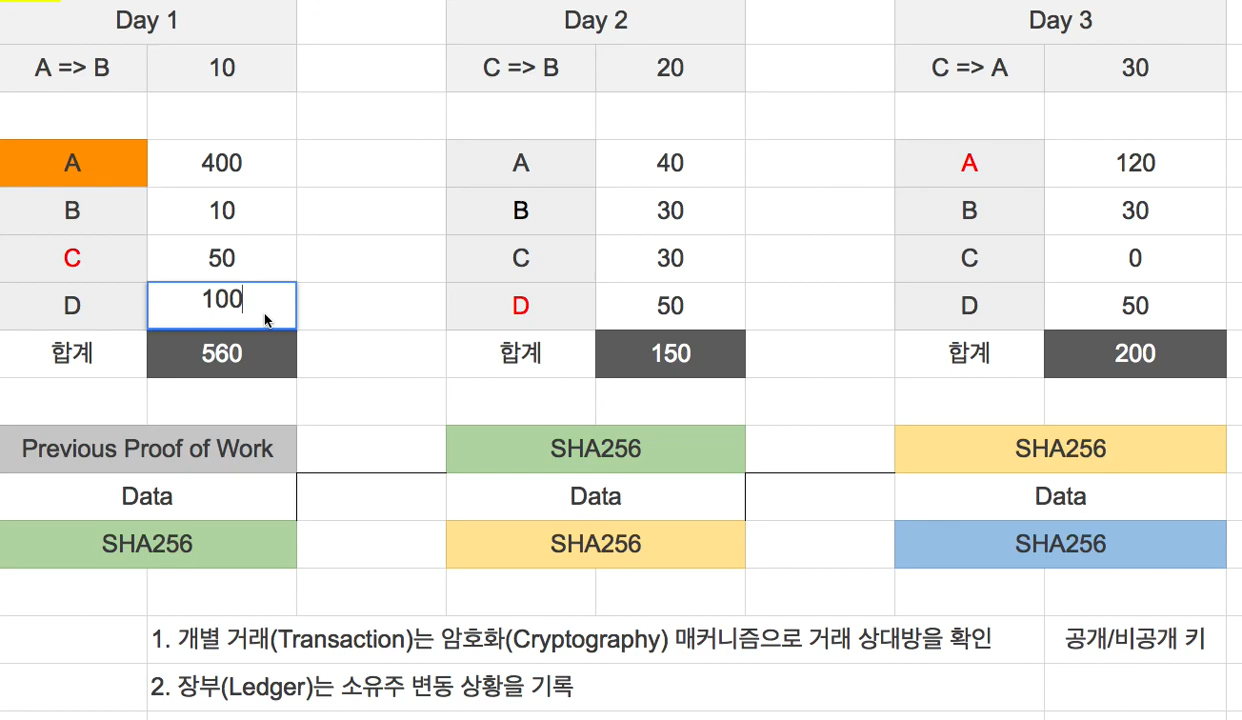 Day 1 Day 2 Day 3
A => B 10 C => B 20 C => A 30
A 400 A 40 A 120
B 10 B 30 B 30
C 50 C 30 C 0
D 100 D 50 D 50
합계 560 합계 150 합계 200
Previous Proof of Work SHA256 SHA256
Data Data Data
SHA256 SHA256 SHA256
1. 개별 거래(Transaction)는 암호화(Cryptography) 매커니즘으로 거래 상대방을 확인 공개/비공개 키
2. 장부(Ledger)는 소유주 변동 상황을 기록